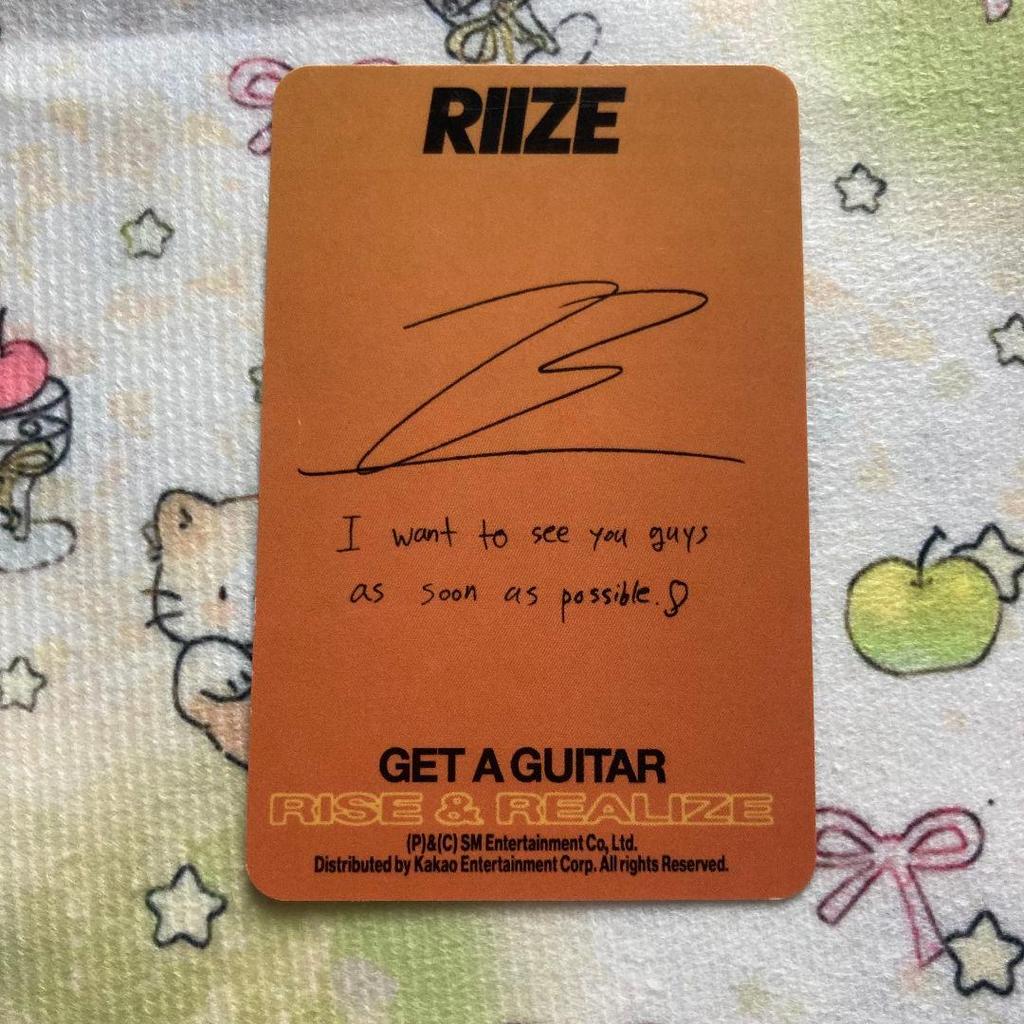 RIIZE
I want to see you guys
as soon as possible.
GET A GUITAR
RISE & REALIZE
(P)&(C) SM Entertainment Co, Ltd.
Distributed by Kakao Entertainment Corp. All rights Reserved.